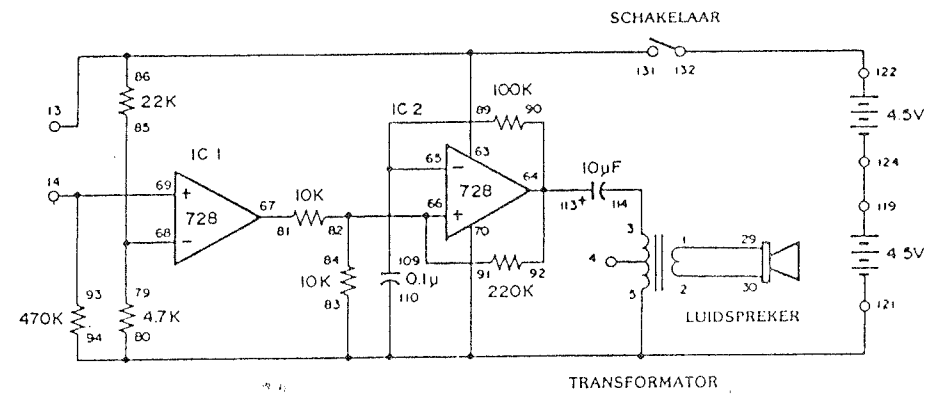 SCHAKELAAR
131 132
122
86
22K
85
13
14
IC 2
100K
89 90
4.5V
IC 1
65
63
64
728
66
70
10µF
113+ 114
124
119
69
+
728
67
68
−
10K
81 82
−
+
3
4
5
1
2
29
30
4.5V
84
10K
83
109
0.1µ
110
91 92
220K
93
470K
94
79
4.7K
80
121
LUIDSPREKER
TRANSFORMATOR